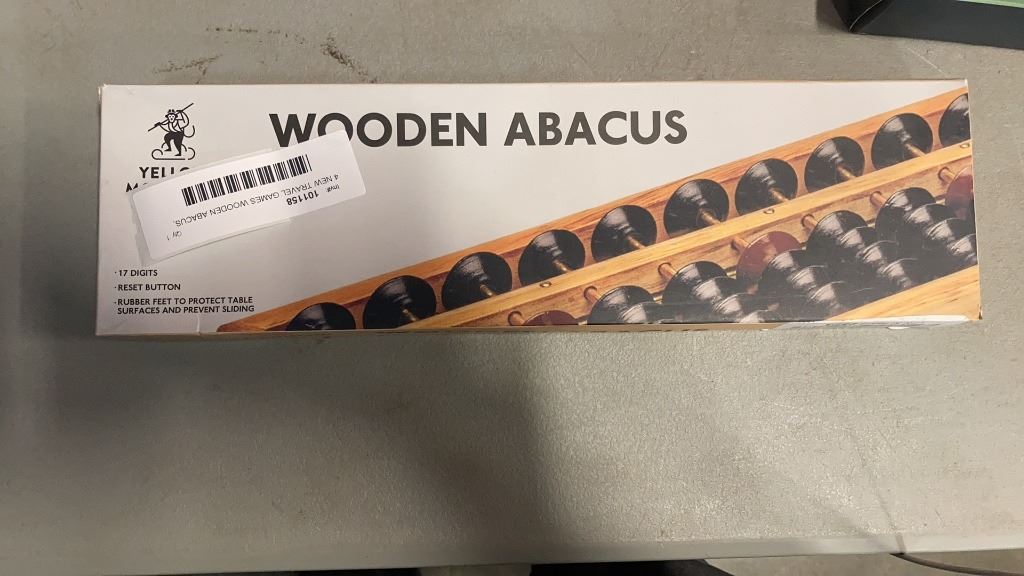 WOODEN ABACUS
Inv# 101158
4 NEW TRAVEL GAMES WOODEN ABACUS,
Qty 1
· 17 DIGITS
· RESET BUTTON
· RUBBER FEET TO PROTECT TABLE
SURFACES AND PREVENT SLIDING